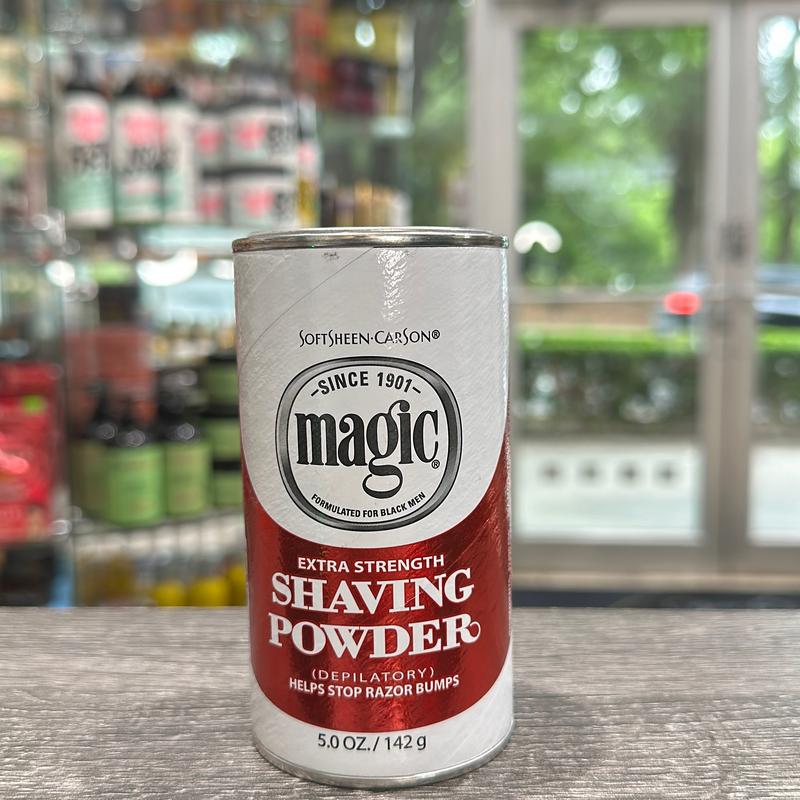 SOFTSHEEN·CARSON®
–SINCE 1901–
magic®
FORMULATED FOR BLACK MEN
EXTRA STRENGTH
SHAVING
POWDER
(DEPILATORY)
HELPS STOP RAZOR BUMPS
5.0 OZ./ 142 g